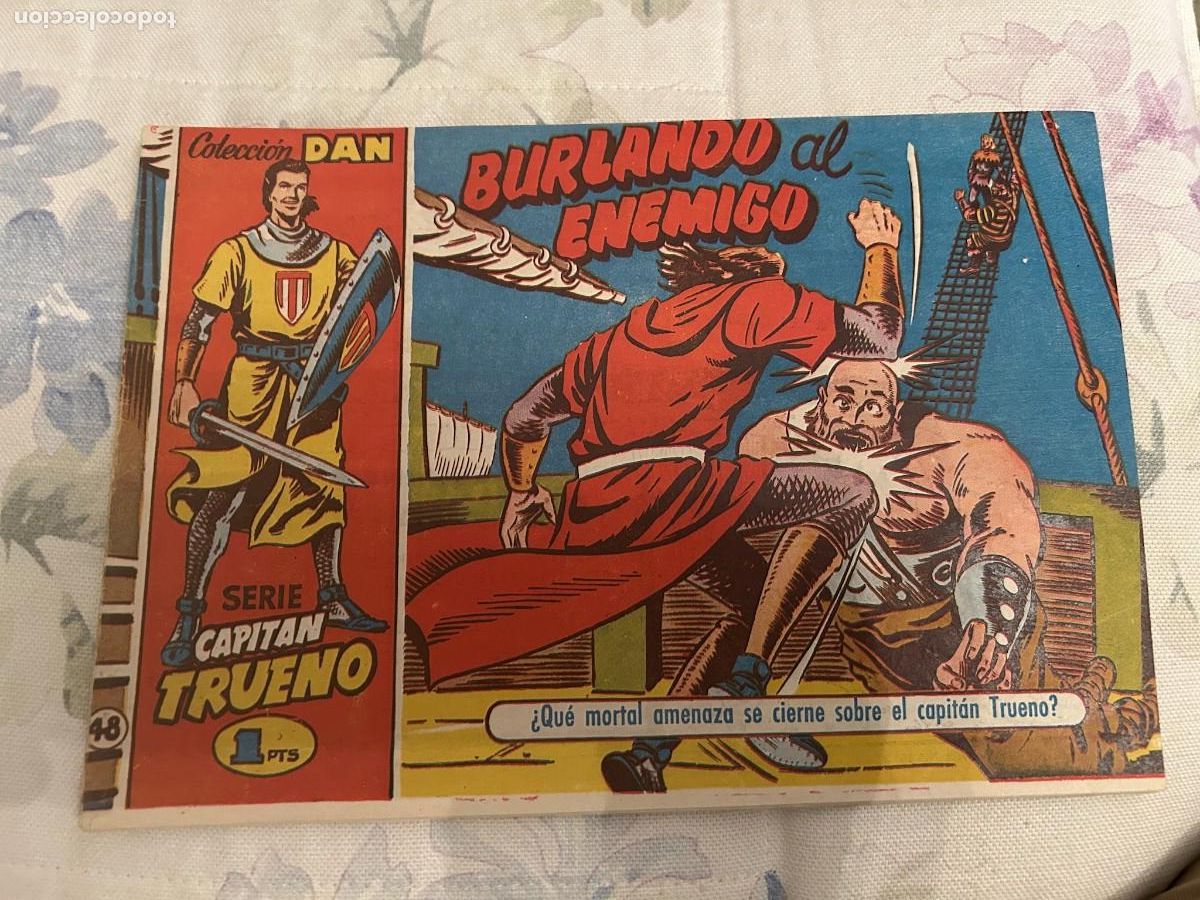 todocoleccion
Colección DAN
BURLANDO al
ENEMIGO
SERIE
CAPITAN
TRUENO
48
1 PTS
¿Qué mortal amenaza se cierne sobre el capitán Trueno?